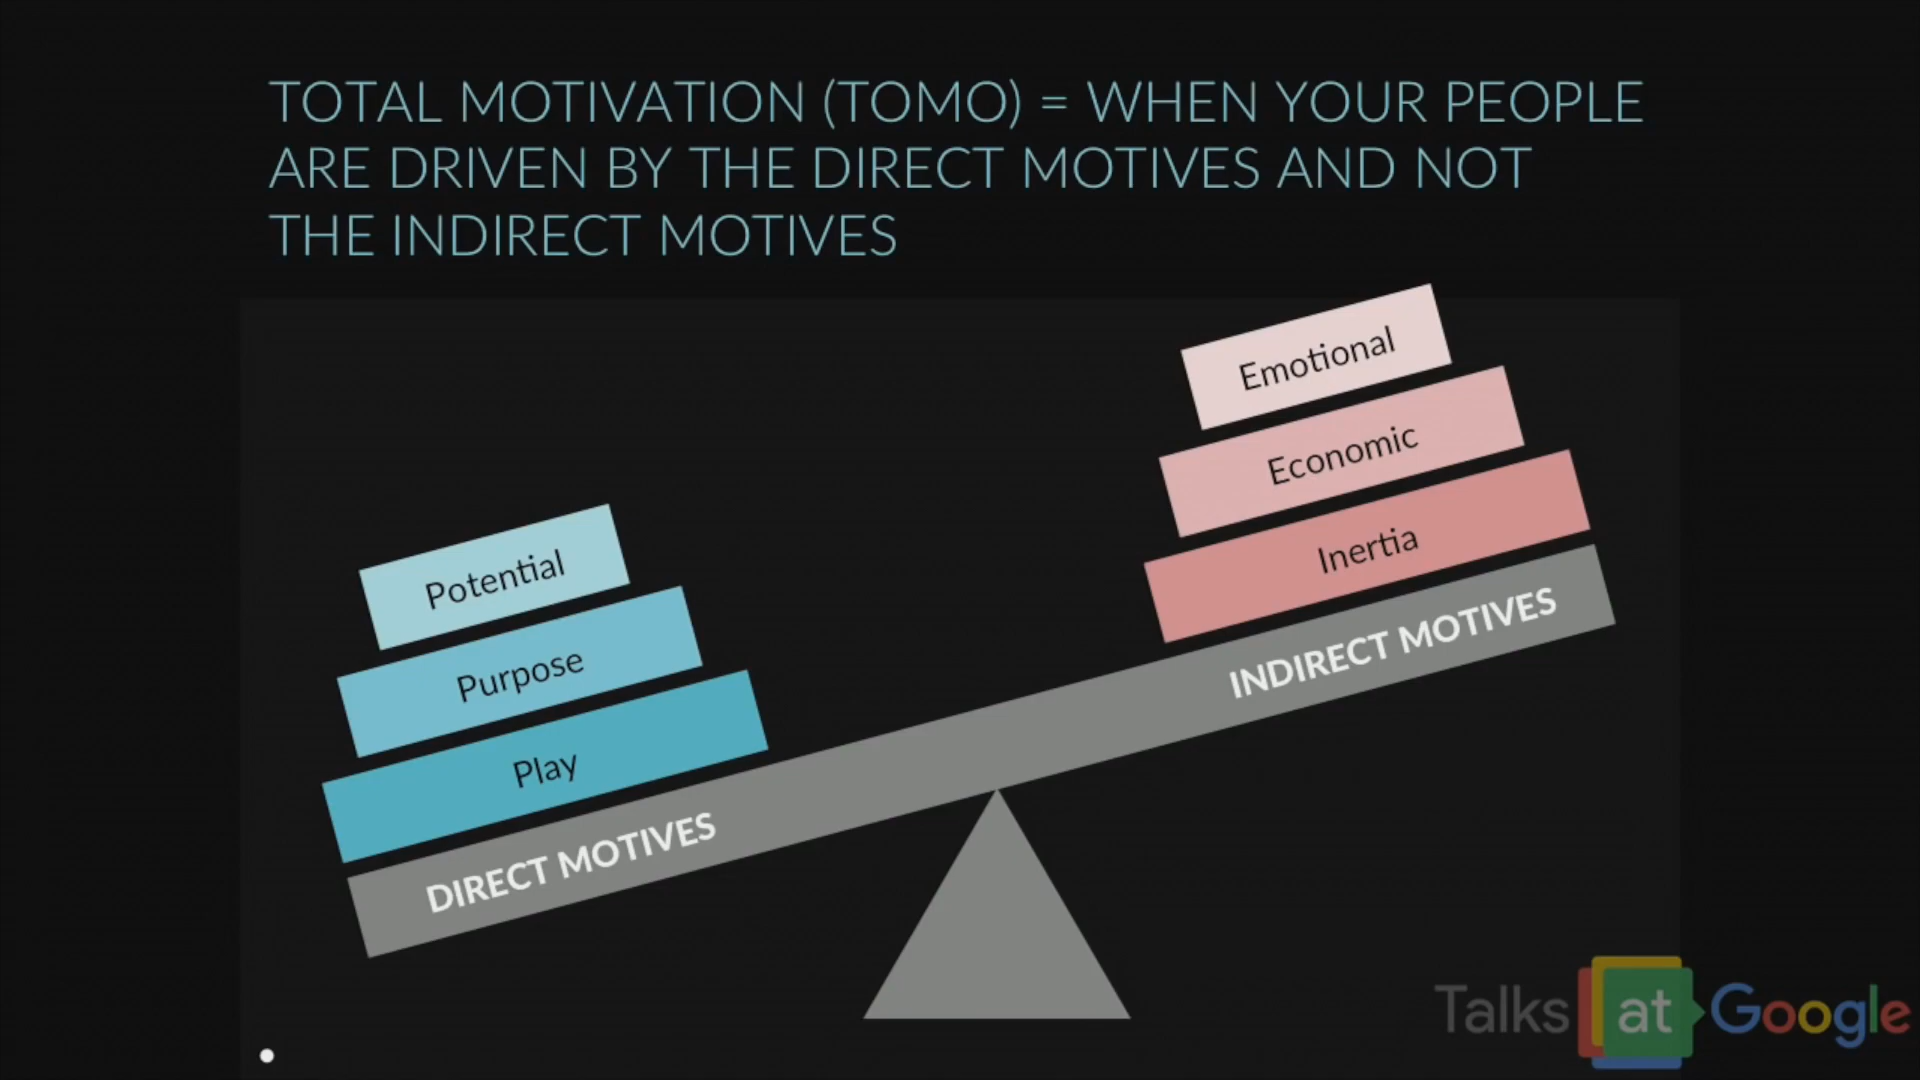 TOTAL MOTIVATION (TOMO) = WHEN YOUR PEOPLE
ARE DRIVEN BY THE DIRECT MOTIVES AND NOT
THE INDIRECT MOTIVES
Potential
Purpose
Play
DIRECT MOTIVES
Emotional
Economic
Inertia
INDIRECT MOTIVES
Talks at Google